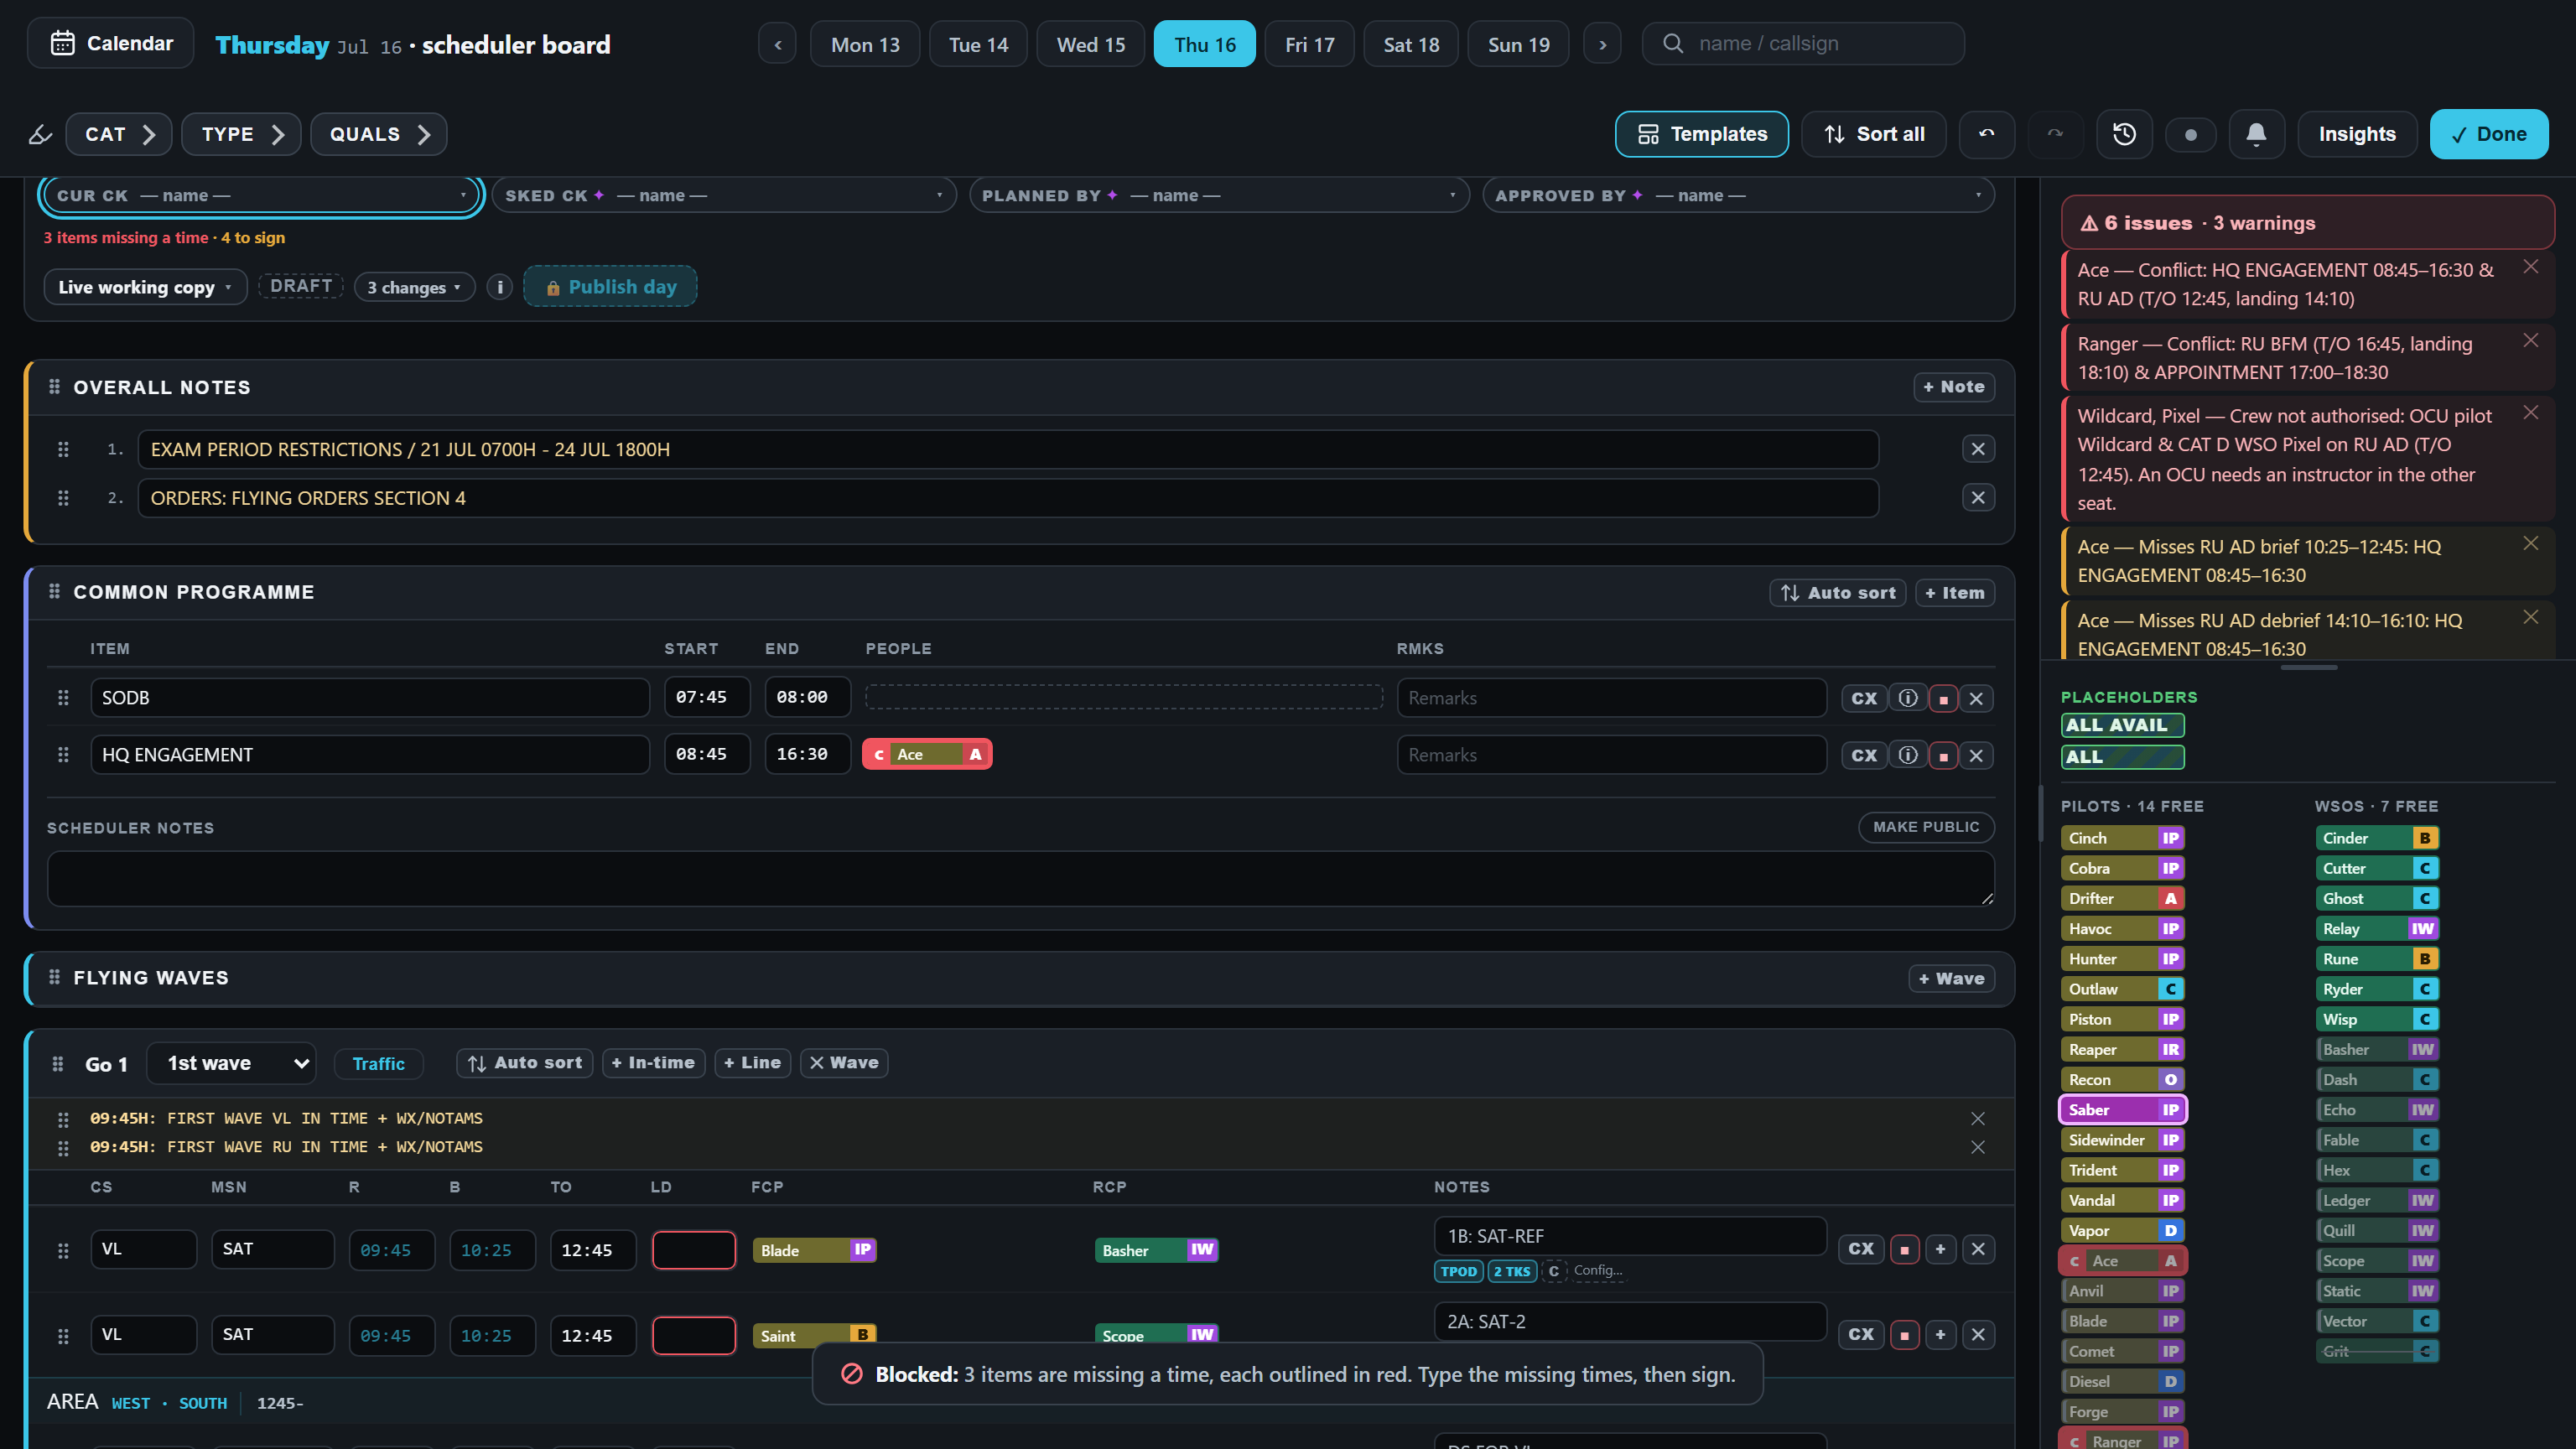 Calendar
Thursday Jul 16 · scheduler board
‹ Mon 13 Tue 14 Wed 15 Thu 16 Fri 17 Sat 18 Sun 19 ›
name / callsign
CAT TYPE QUALS
Templates Sort all Insights ✓ Done
CUR CK — name —
SKED CK ✦ — name —
PLANNED BY ✦ — name —
APPROVED BY ✦ — name —
3 items missing a time · 4 to sign
Live working copy DRAFT 3 changes i Publish day
OVERALL NOTES + Note
1. EXAM PERIOD RESTRICTIONS / 21 JUL 0700H - 24 JUL 1800H
2. ORDERS: FLYING ORDERS SECTION 4
COMMON PROGRAMME Auto sort + Item
ITEM START END PEOPLE RMKS
SODB 07:45 08:00 Remarks CX
HQ ENGAGEMENT 08:45 16:30 c Ace A Remarks CX
SCHEDULER NOTES MAKE PUBLIC
FLYING WAVES + Wave
Go 1 1st wave Traffic Auto sort + In-time + Line ✕ Wave
09:45H: FIRST WAVE VL IN TIME + WX/NOTAMS
09:45H: FIRST WAVE RU IN TIME + WX/NOTAMS
CS MSN R B TO LD FCP RCP NOTES
VL SAT 09:45 10:25 12:45 Blade IP Basher IW 1B: SAT-REF CX +
TPOD 2 TKS C Config...
VL SAT 09:45 10:25 12:45 Saint B Scope IW 2A: SAT-2 CX +
Blocked: 3 items are missing a time, each outlined in red. Type the missing times, then sign.
AREA WEST · SOUTH 1245-
6 issues · 3 warnings
Ace — Conflict: HQ ENGAGEMENT 08:45–16:30 &
RU AD (T/O 12:45, landing 14:10)
Ranger — Conflict: RU BFM (T/O 16:45, landing
18:10) & APPOINTMENT 17:00–18:30
Wildcard, Pixel — Crew not authorised: OCU pilot
Wildcard & CAT D WSO Pixel on RU AD (T/O
12:45). An OCU needs an instructor in the other
seat.
Ace — Misses RU AD brief 10:25–12:45: HQ
ENGAGEMENT 08:45–16:30
Ace — Misses RU AD debrief 14:10–16:10: HQ
ENGAGEMENT 08:45–16:30
PLACEHOLDERS
ALL AVAIL
ALL
PILOTS · 14 FREE
Cinch IP
Cobra IP
Drifter A
Havoc IP
Hunter IP
Outlaw C
Piston IP
Reaper IR
Recon O
Saber IP
Sidewinder IP
Trident IP
Vandal IP
Vapor D
c Ace A
Anvil IP
Blade IP
Comet IP
Diesel D
Forge IP
c Ranger IP
WSOS · 7 FREE
Cinder B
Cutter C
Ghost C
Relay IW
Rune B
Ryder C
Wisp C
Basher IW
Dash C
Echo IW
Fable C
Hex C
Ledger IW
Quill IW
Scope IW
Static IW
Vector C
Grit C